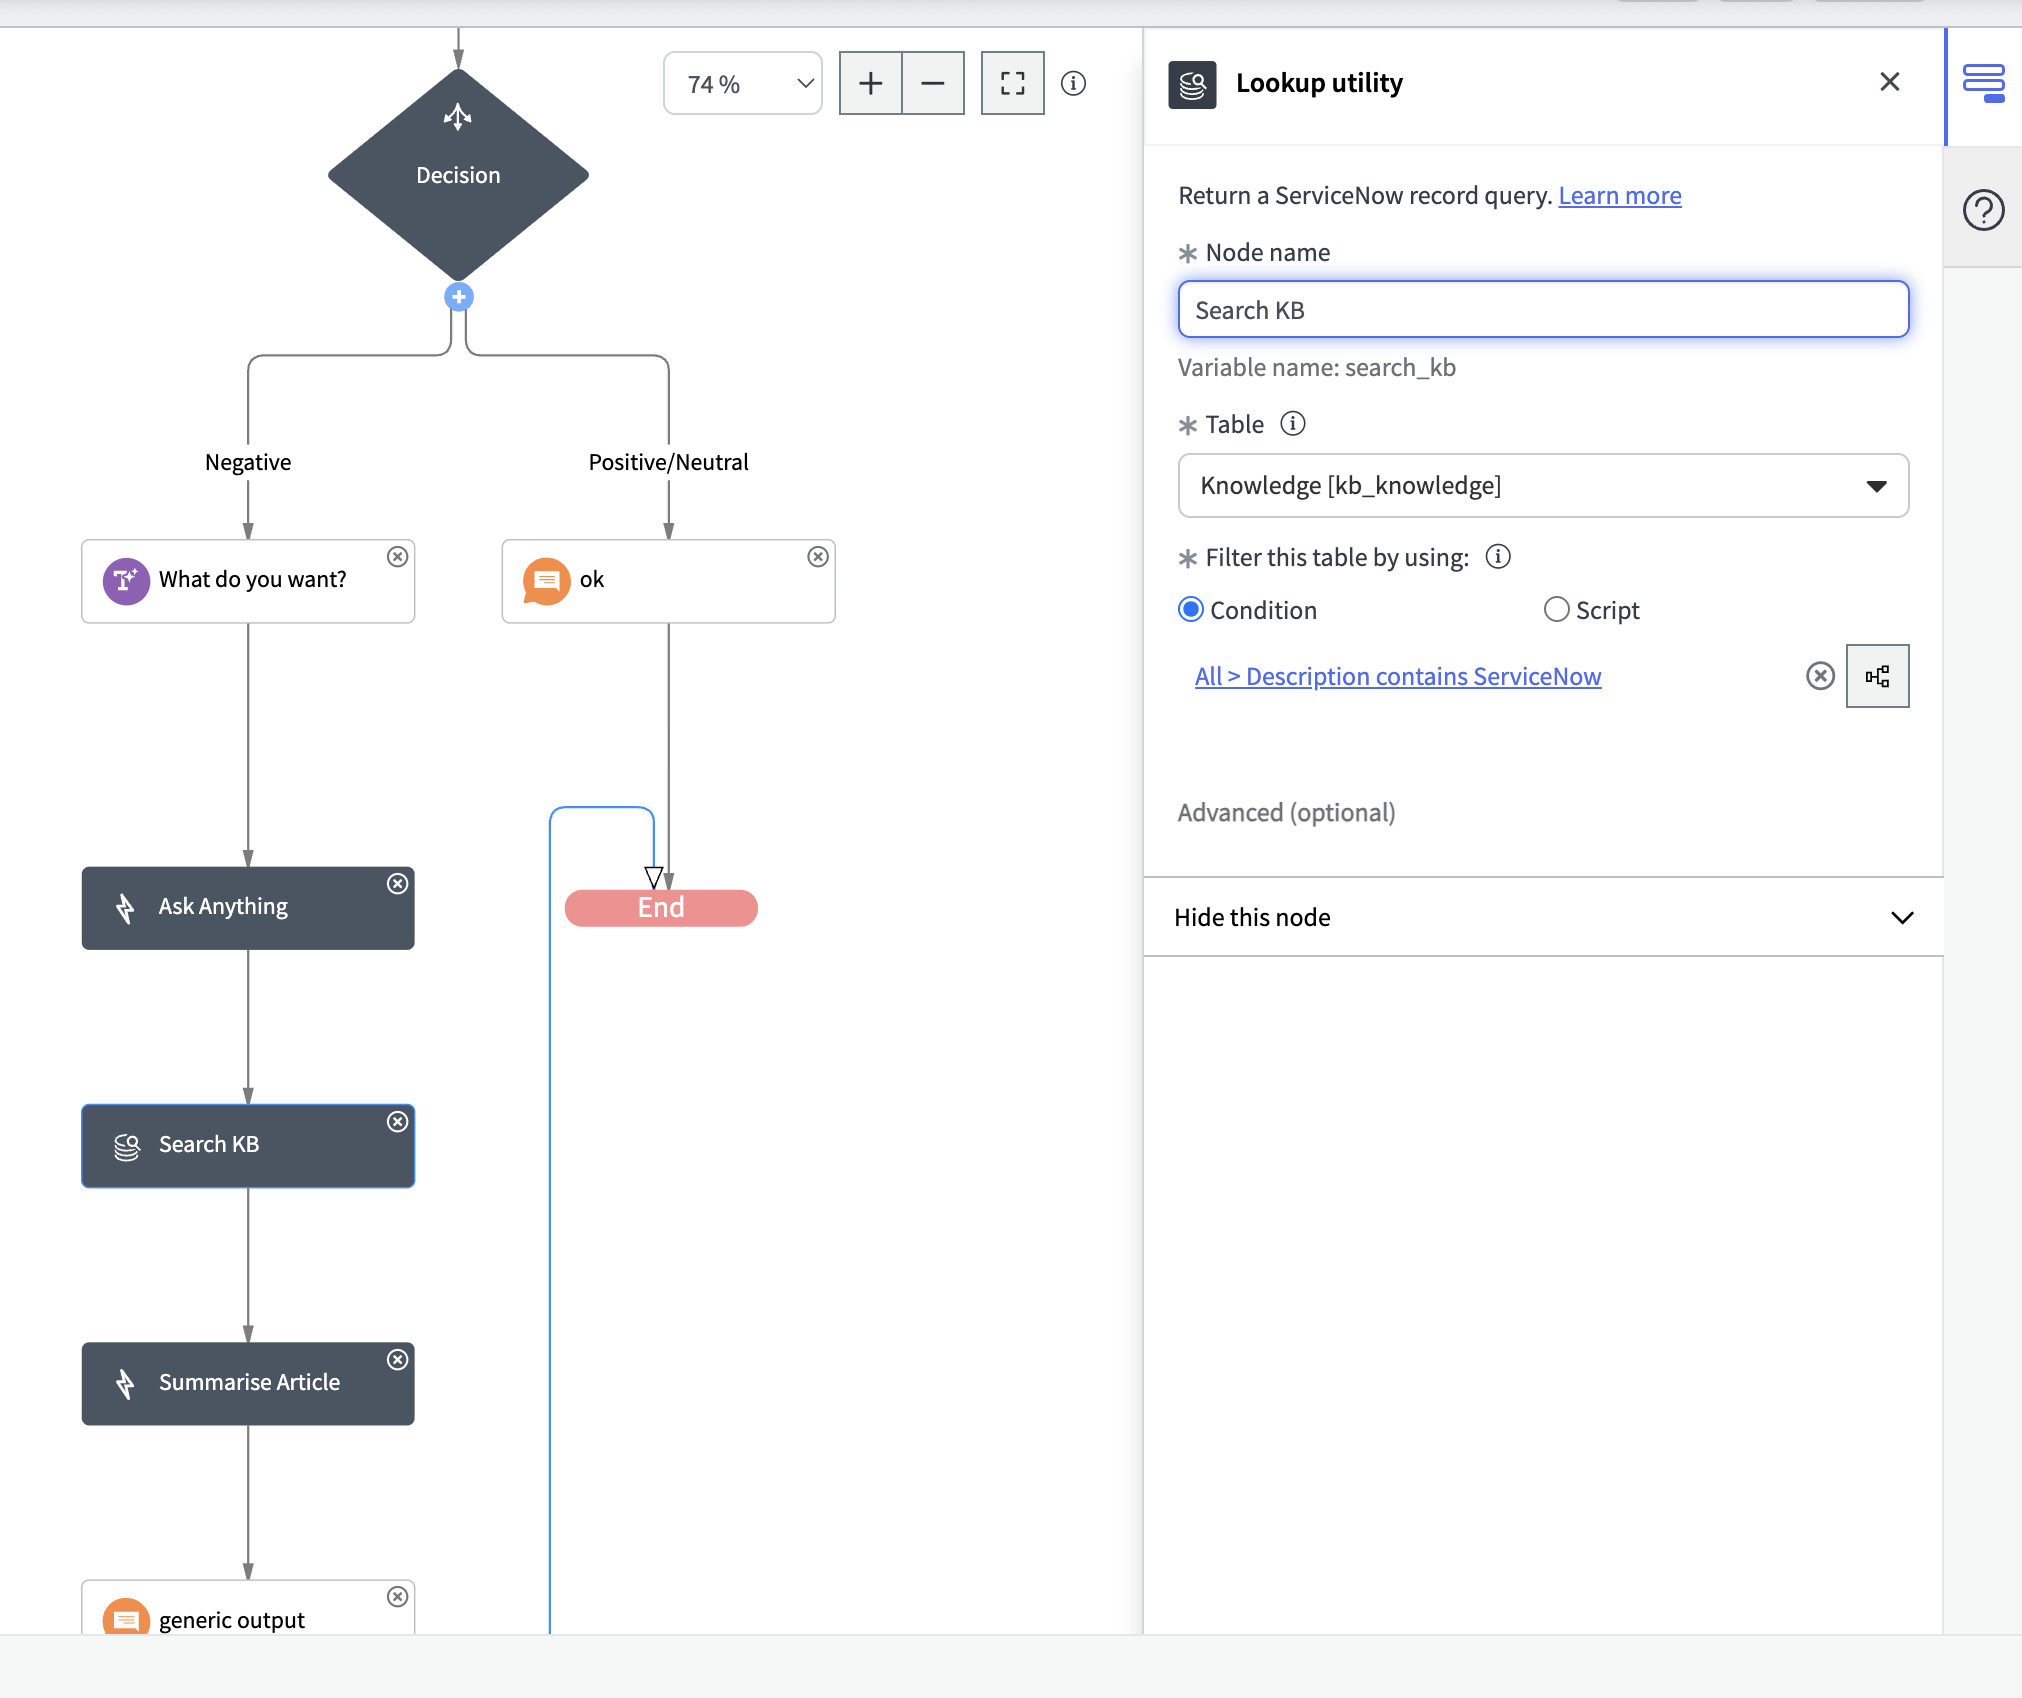 74 %
Decision
Negative
Positive/Neutral
What do you want?
ok
Ask Anything
End
Search KB
Summarise Article
generic output
Lookup utility
Return a ServiceNow record query. Learn more
* Node name
Search KB
Variable name: search_kb
* Table
Knowledge [kb_knowledge]
* Filter this table by using:
Condition
Script
All > Description contains ServiceNow
Advanced (optional)
Hide this node